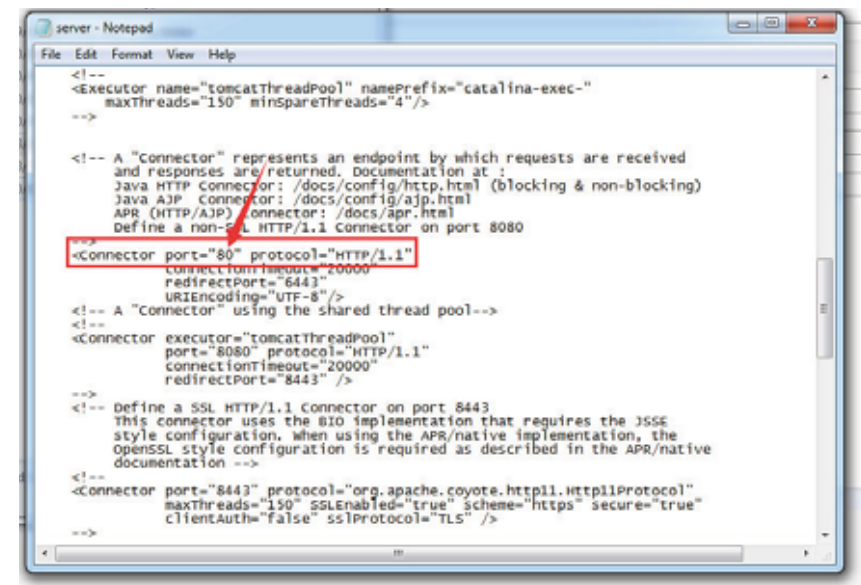 server - Notepad
File Edit Format View Help
<!--
<Executor name="tomcatThreadPool" namePrefix="catalina-exec-"
maxThreads="150" minSpareThreads="4"/>
-->
<!-- A "Connector" represents an endpoint by which requests are received
and responses are returned. Documentation at :
Java HTTP Connector: /docs/config/http.html (blocking & non-blocking)
Java AJP Connector: /docs/config/ajp.html
APR (HTTP/AJP) Connector: /docs/apr.html
Define a non-SSL HTTP/1.1 Connector on port 8080
-->
<Connector port="80" protocol="HTTP/1.1"
connectionTimeout="20000"
redirectPort="6443"
URIEncoding="UTF-8"/>
<!-- A "Connector" using the shared thread pool-->
<!--
<Connector executor="tomcatThreadPool"
port="8080" protocol="HTTP/1.1"
connectionTimeout="20000"
redirectPort="8443" />
-->
<!-- Define a SSL HTTP/1.1 Connector on port 8443
This connector uses the BIO implementation that requires the JSSE
style configuration. When using the APR/native implementation, the
OpenSSL style configuration is required as described in the APR/native
documentation -->
<!--
<Connector port="8443" protocol="org.apache.coyote.http11.Http11Protocol"
maxThreads="150" SSLEnabled="true" scheme="https" secure="true"
clientAuth="false" sslProtocol="TLS" />
-->